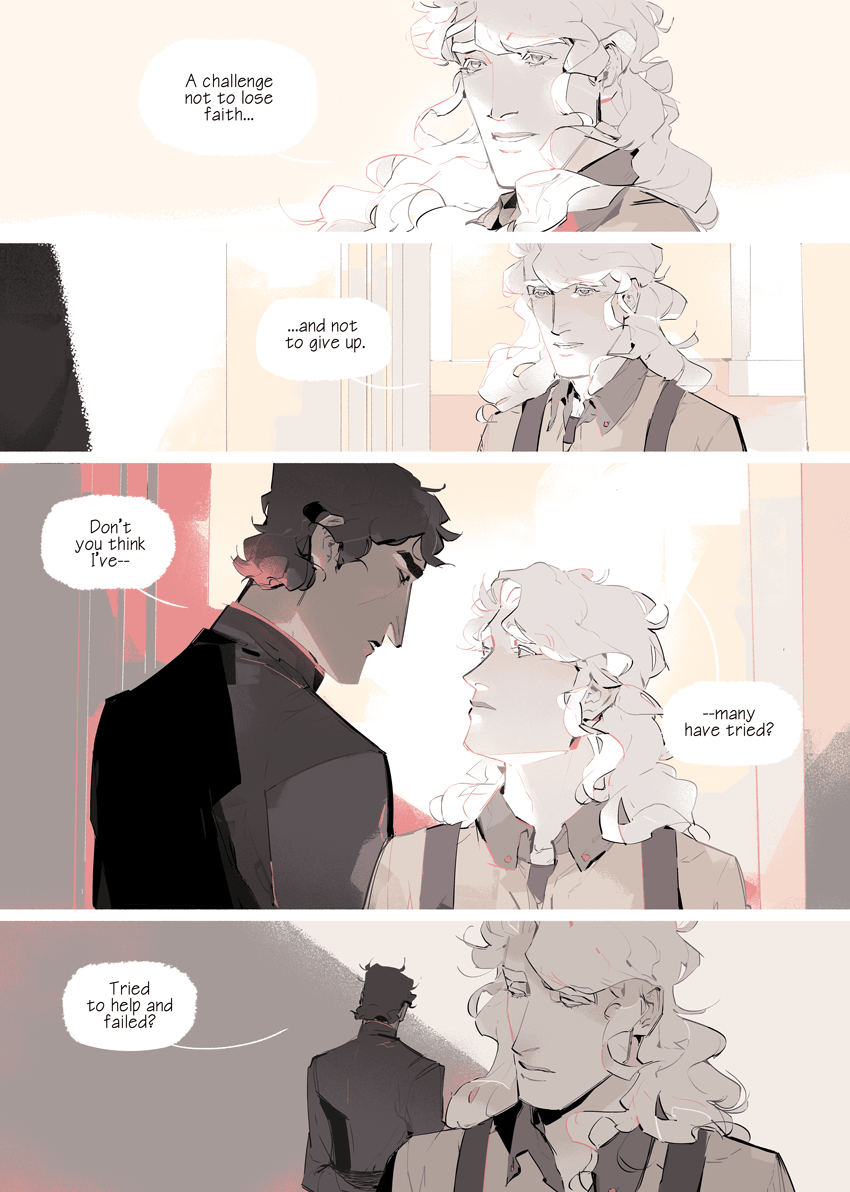 A challenge
not to lose
faith...
...and not
to give up.
Don't
you think
I've--
--many
have tried?
Tried
to help and
failed?